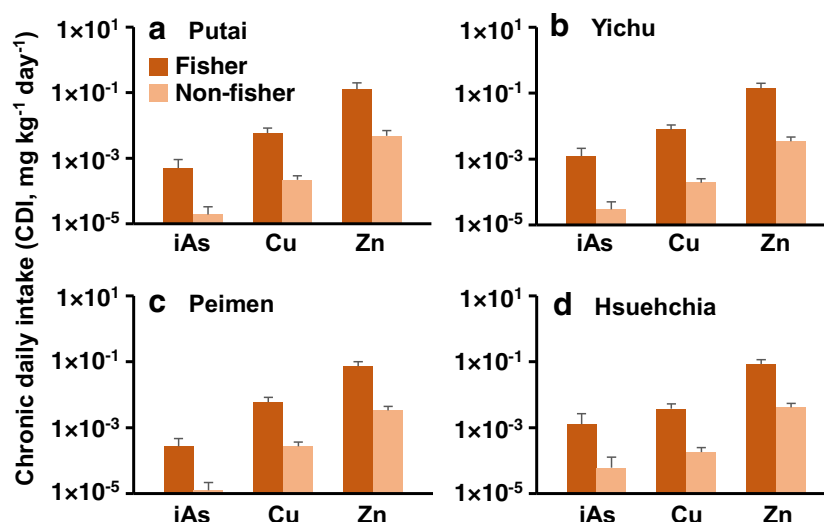 Chronic daily intake (CDI, mg kg⁻¹ day⁻¹)
a Putai
Fisher
Non-fisher
1×10¹
1×10⁻¹
1×10⁻³
1×10⁻⁵
iAs Cu Zn
b Yichu
1×10¹
1×10⁻¹
1×10⁻³
1×10⁻⁵
iAs Cu Zn
c Peimen
1×10¹
1×10⁻¹
1×10⁻³
1×10⁻⁵
iAs Cu Zn
d Hsuehchia
1×10¹
1×10⁻¹
1×10⁻³
1×10⁻⁵
iAs Cu Zn